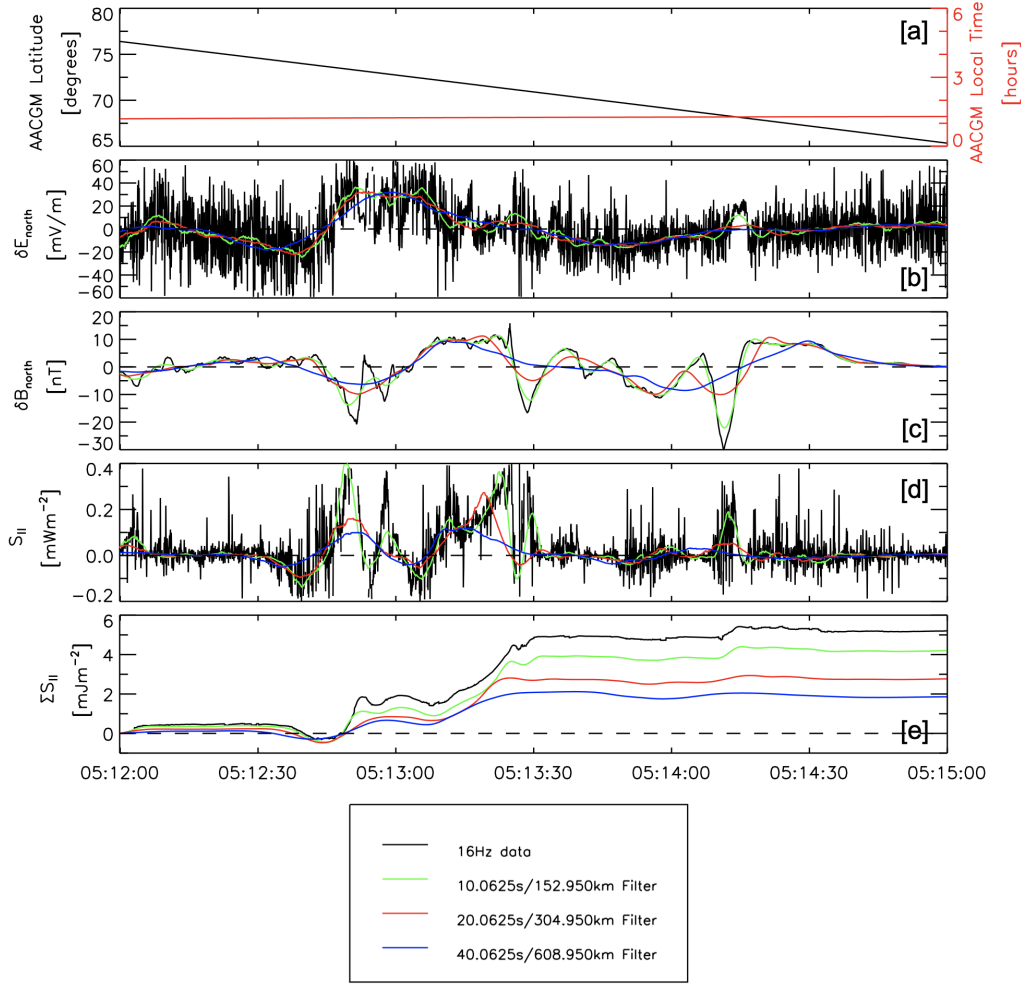 80
75
70
65
AACGM Latitude
[degrees]
[a]
6
3
0
AACGM Local Time
[hours]
60
40
20
0
-20
-40
-60
δE_north
[mV/m]
[b]
20
10
0
-10
-20
-30
δB_north
[nT]
[c]
0.4
0.2
0.0
-0.2
S_||
[mWm⁻²]
[d]
6
4
2
0
ΣS_||
[mJm⁻²]
[e]
05:12:00 05:12:30 05:13:00 05:13:30 05:14:00 05:14:30 05:15:00
16Hz data
10.0625s/152.950km Filter
20.0625s/304.950km Filter
40.0625s/608.950km Filter